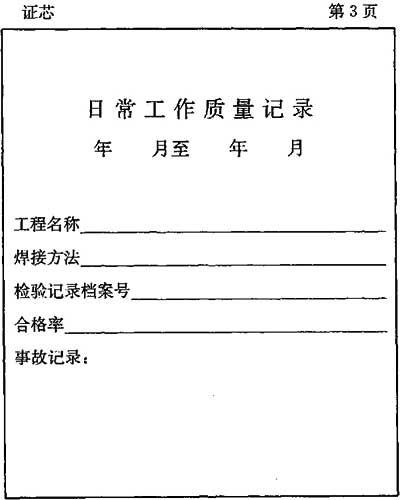 证芯 第3页
日常工作质量记录
年 月至 年 月
工程名称
焊接方法
检验记录档案号
合格率
事故记录: